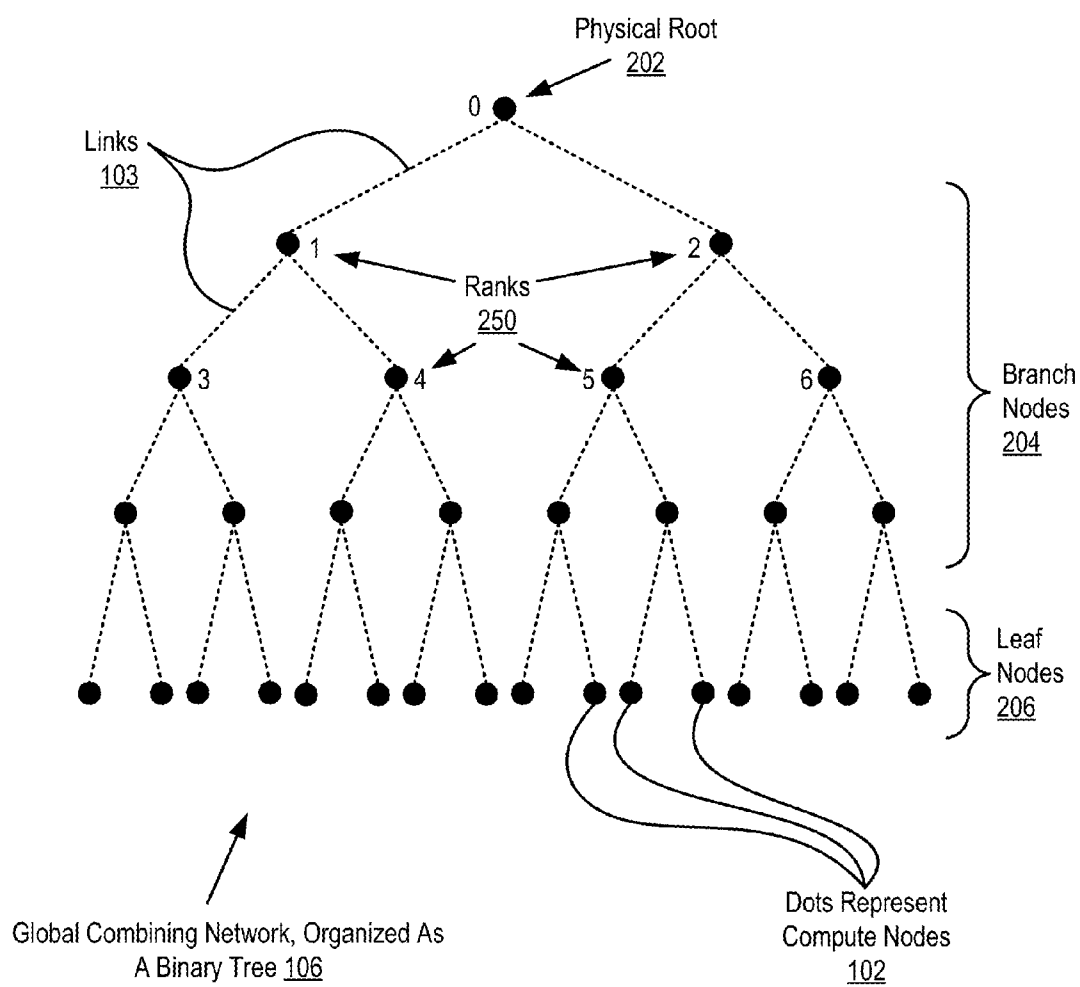 Physical Root
202
0
Links
103
1
2
Ranks
250
3
4
5
6
Branch
Nodes
204
Leaf
Nodes
206
Dots Represent
Compute Nodes
102
Global Combining Network, Organized As
A Binary Tree 106